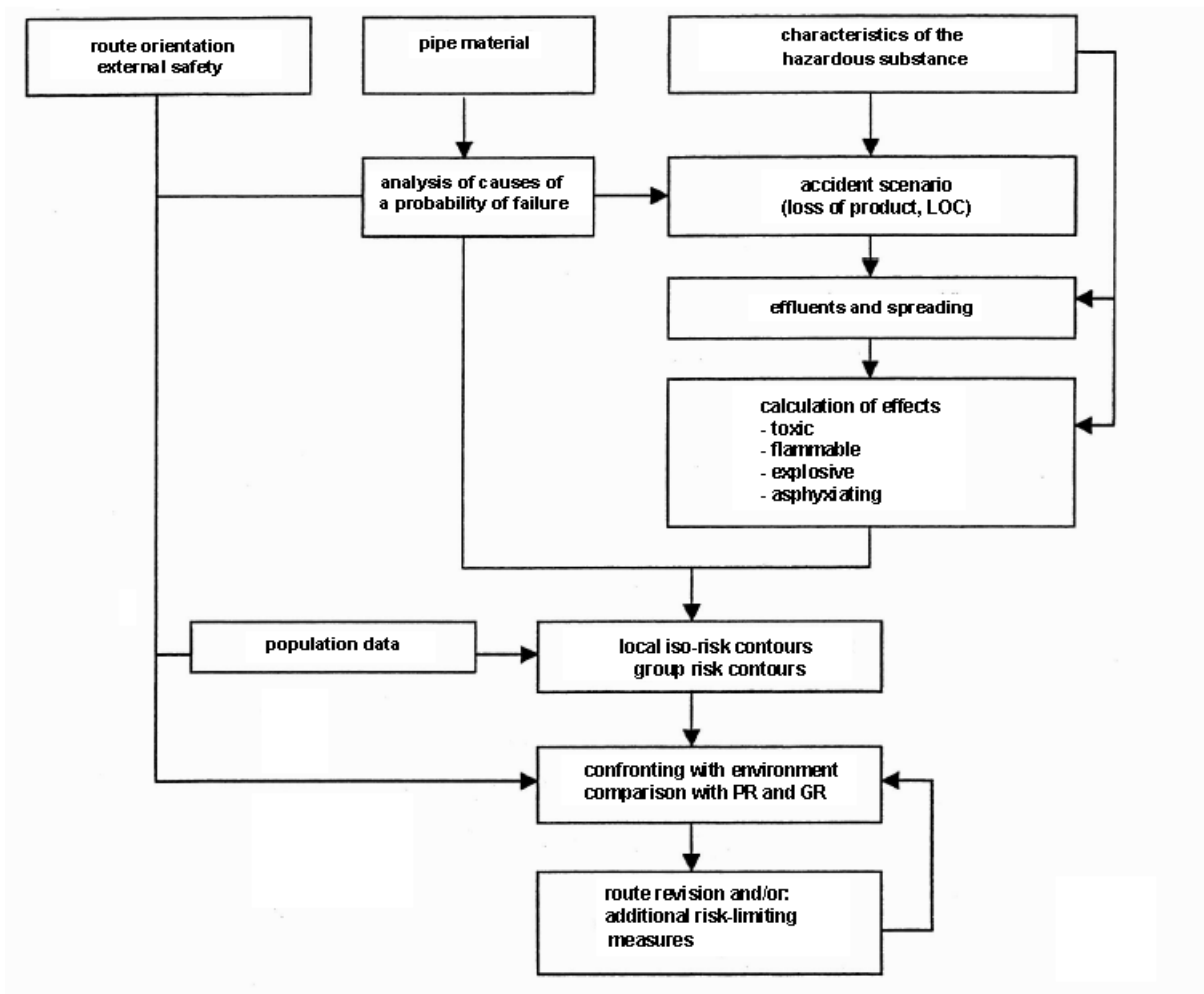 route orientation
external safety
pipe material
characteristics of the
hazardous substance
analysis of causes of
a probability of failure
accident scenario
(loss of product, LOC)
effluents and spreading
calculation of effects
- toxic
- flammable
- explosive
- asphyxiating
population data
local iso-risk contours
group risk contours
confronting with environment
comparison with PR and GR
route revision and/or:
additional risk-limiting
measures